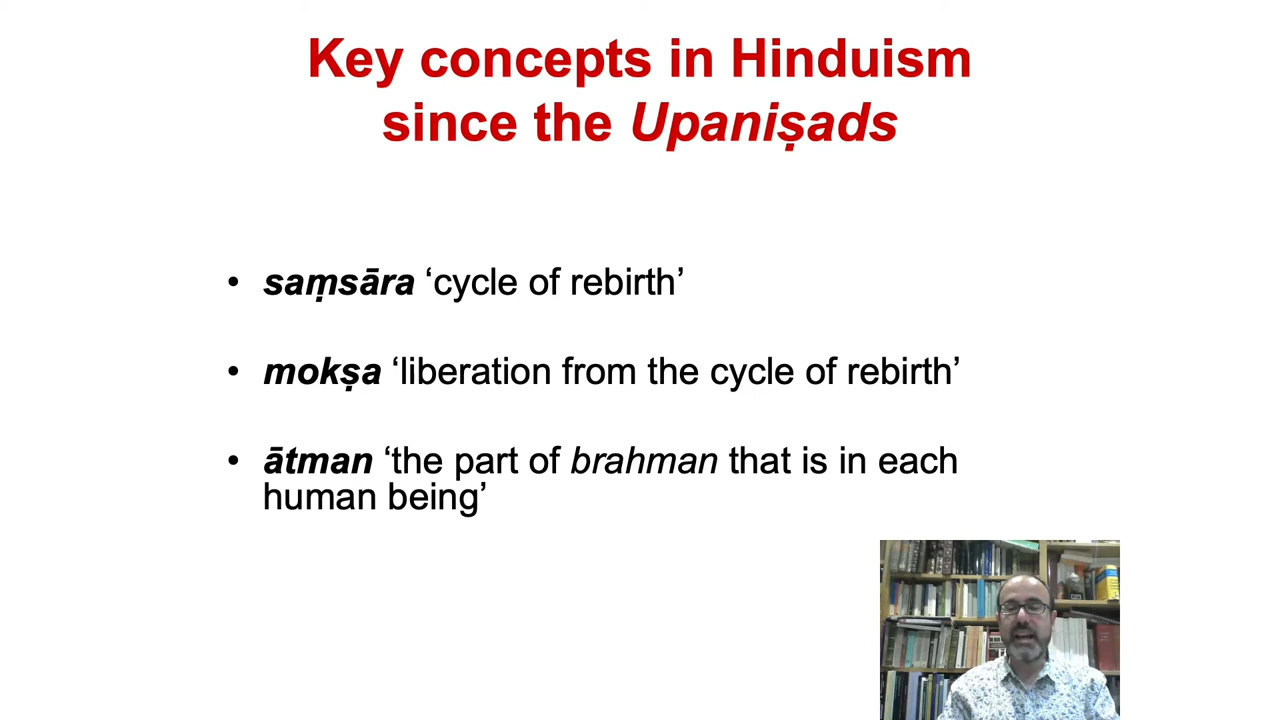 Key concepts in Hinduism
since the Upaniṣads
• saṃsāra ‘cycle of rebirth’
• mokṣa ‘liberation from the cycle of rebirth’
• ātman ‘the part of brahman that is in each
human being’